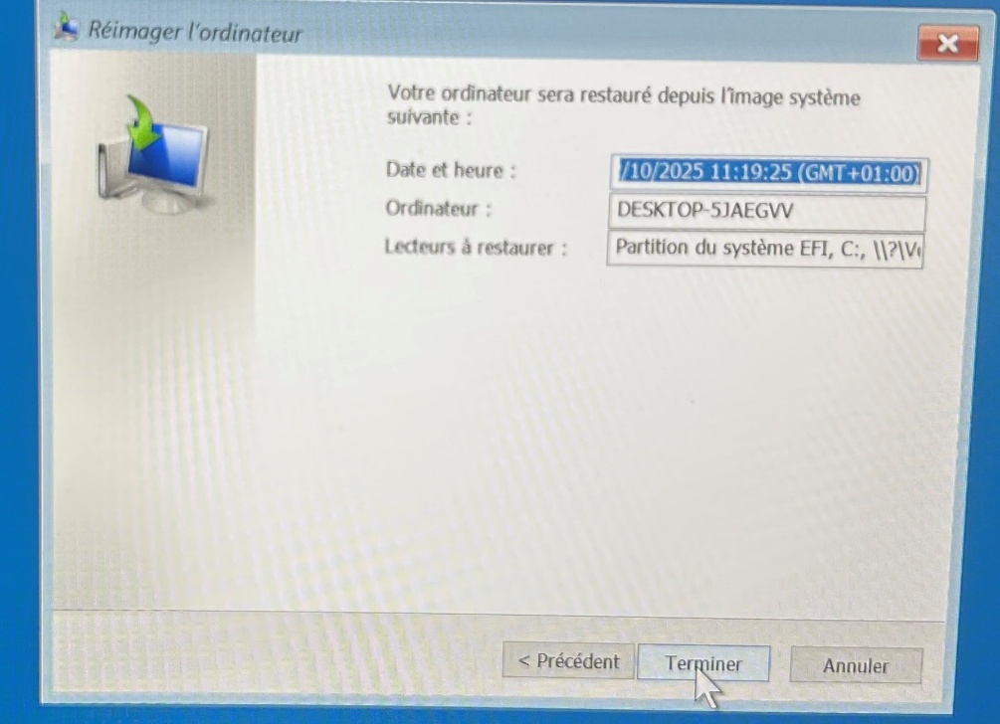 Réimager l'ordinateur
Votre ordinateur sera restauré depuis l'image système
suivante :
Date et heure : /10/2025 11:19:25 (GMT+01:00)
Ordinateur : DESKTOP-5JAEGVV
Lecteurs à restaurer : Partition du système EFI, C:, \\?\V
< Précédent Terminer Annuler